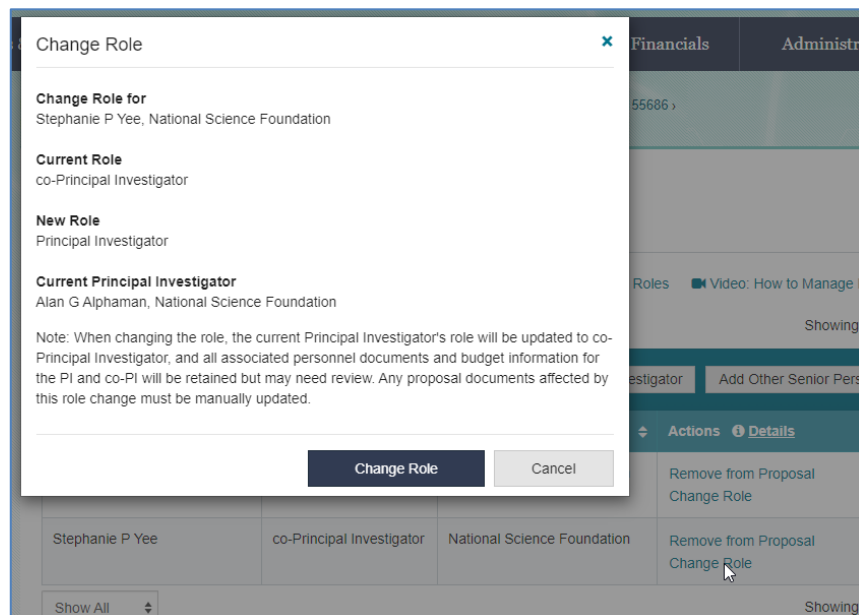 Change Role
×
Financials
Administr
55686 ›
Change Role for
Stephanie P Yee, National Science Foundation
Current Role
co-Principal Investigator
New Role
Principal Investigator
Current Principal Investigator
Alan G Alphaman, National Science Foundation
Note: When changing the role, the current Principal Investigator's role will be updated to co-
Principal Investigator, and all associated personnel documents and budget information for
the PI and co-PI will be retained but may need review. Any proposal documents affected by
this role change must be manually updated.
Change Role
Cancel
Roles
Video: How to Manage
Showing
estigator
Add Other Senior Pers
Actions Details
Remove from Proposal
Change Role
Stephanie P Yee co-Principal Investigator National Science Foundation Remove from Proposal
Change Role
Show All
Showing